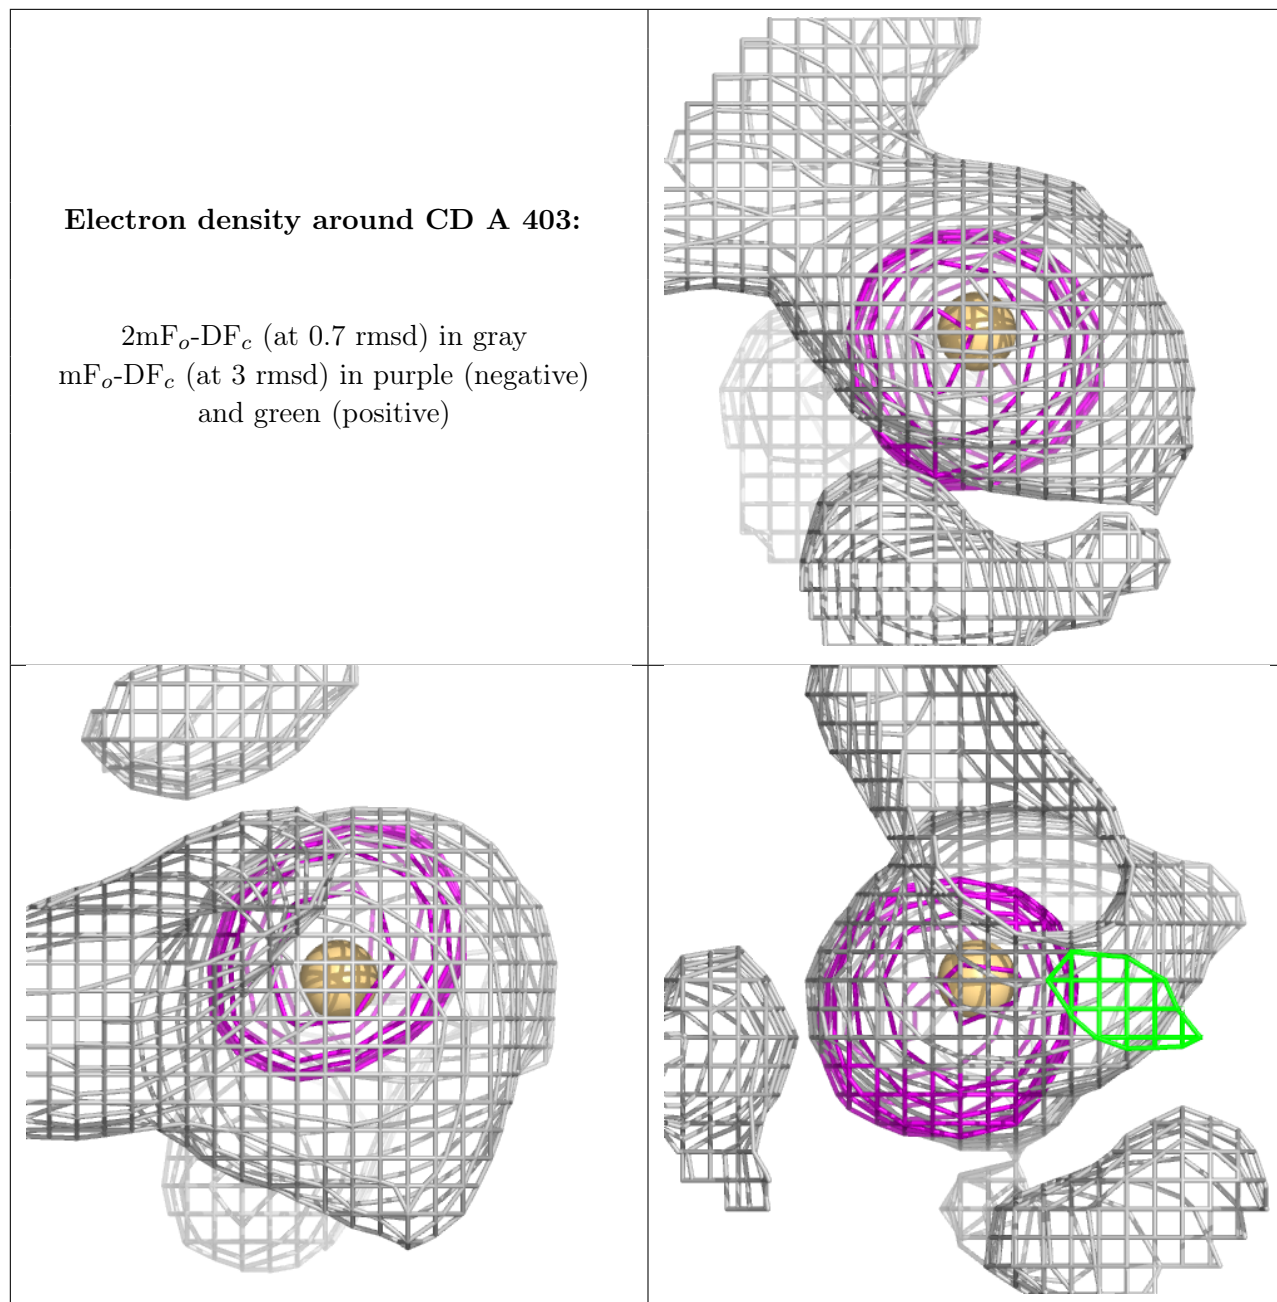 Electron density around CD A 403:
2mFo-DFc (at 0.7 rmsd) in gray
mFo-DFc (at 3 rmsd) in purple (negative)
and green (positive)